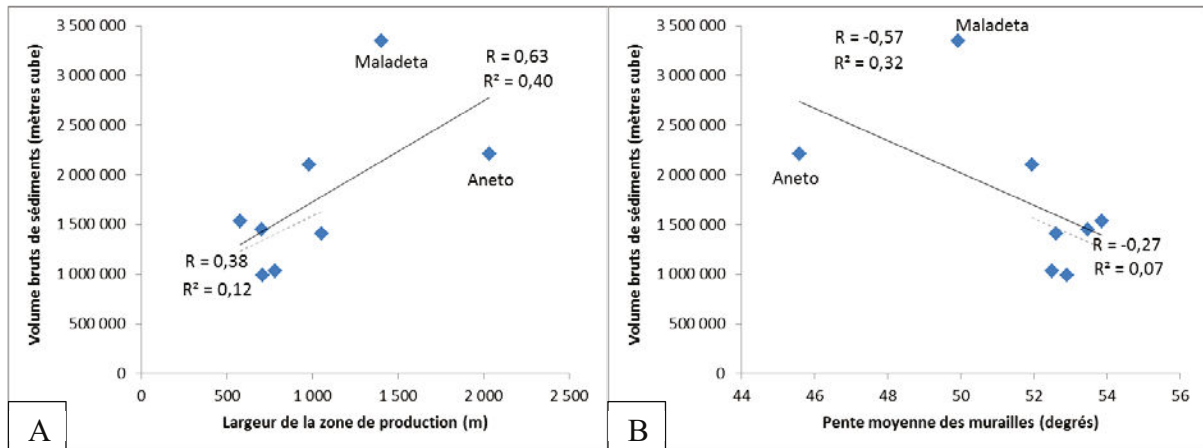 Volume bruts de sédiments (mètres cube)
3 500 000
3 000 000
2 500 000
2 000 000
1 500 000
1 000 000
500 000
0
Maladeta
R = 0,63
R² = 0,40
Aneto
R = 0,38
R² = 0,12
0
500
1 000
1 500
2 000
2 500
Largeur de la zone de production (m)
A
Volume bruts de sédiments (mètres cube)
3 500 000
3 000 000
2 500 000
2 000 000
1 500 000
1 000 000
500 000
0
Maladeta
R = -0,57
R² = 0,32
Aneto
R = -0,27
R² = 0,07
44
46
48
50
52
54
56
Pente moyenne des murailles (degrés)
B